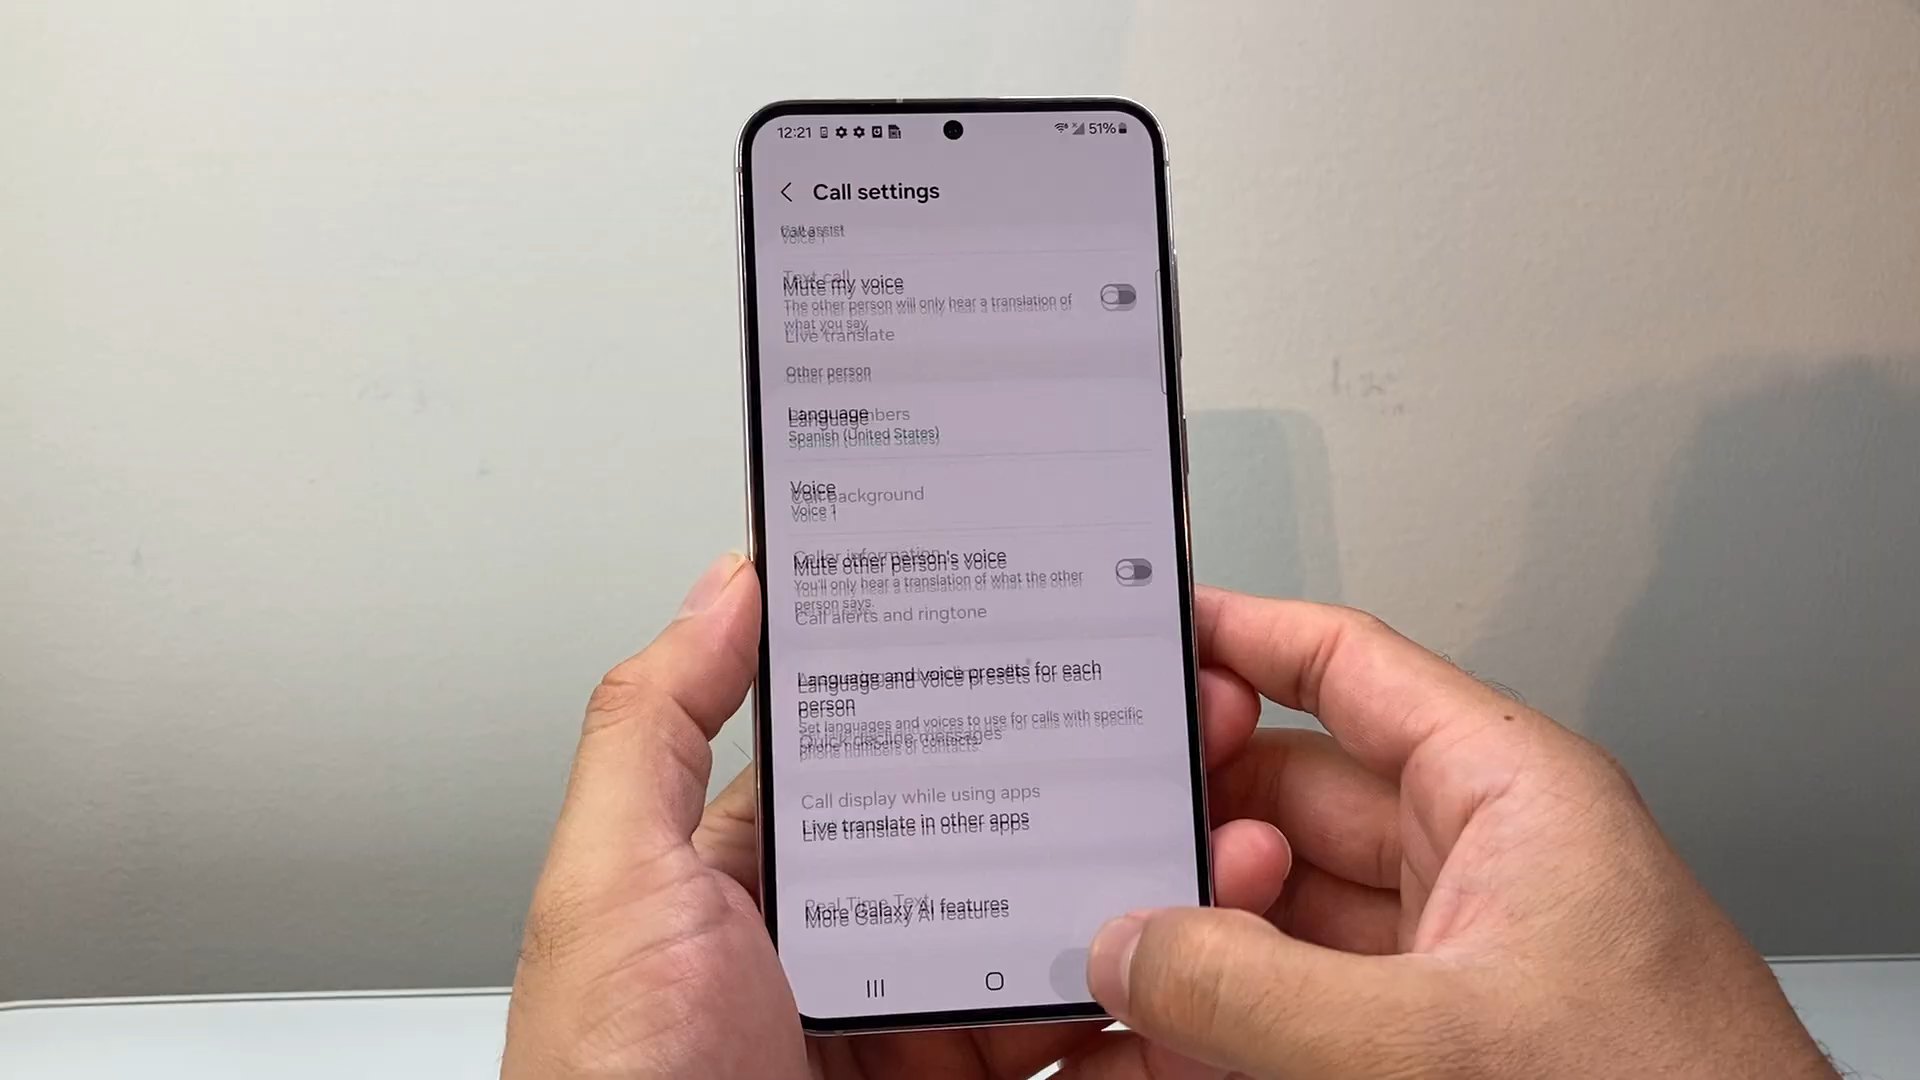 12:21
51%
Call settings
Call assist
Voice 1
Text call
Mute my voice
The other person will only hear a translation of
what you say.
Live translate
Other person
Language
Spanish (United States)
Voice
Call background
Voice 1
Caller information
Mute other person's voice
You'll only hear a translation of what the other
person says.
Call alerts and ringtone
Language and voice presets for each
person
Set languages and voices to use for calls with specific
Quick decline messages
phone numbers or contacts.
Call display while using apps
Live translate in other apps
Real Time Text
More Galaxy AI features